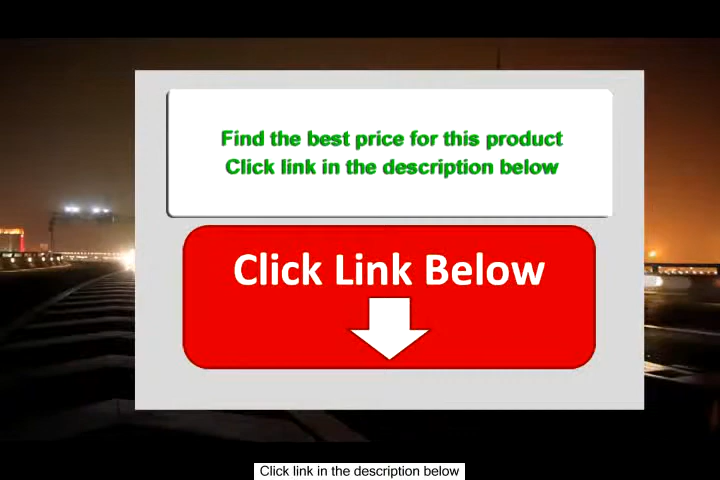 Find the best price for this product
Click link in the description below
Click Link Below
Click link in the description below